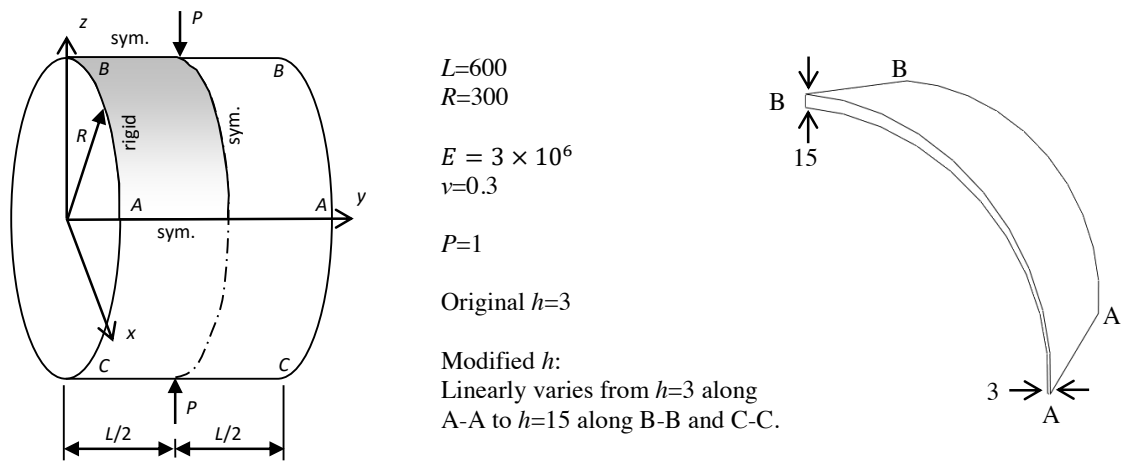 z
P
sym.
B
B
R
rigid
sym.
A
A
y
sym.
x
C
C
P
L/2
L/2
L=600
R=300
E = 3 × 10⁶
v=0.3
P=1
Original h=3
Modified h:
Linearly varies from h=3 along
A-A to h=15 along B-B and C-C.
B
B
15
A
3
A